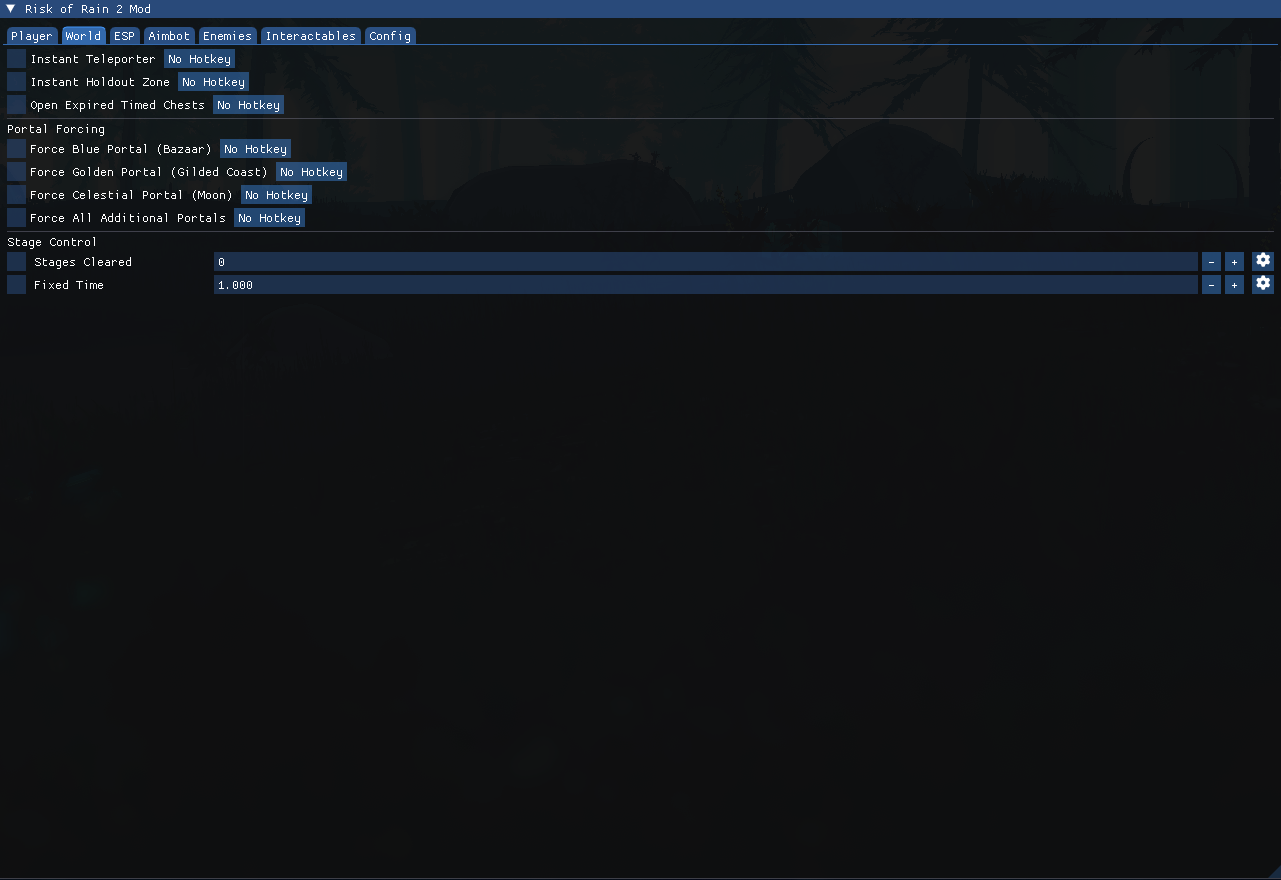 Risk of Rain 2 Mod
Player World ESP Aimbot Enemies Interactables Config
Instant Teleporter No Hotkey
Instant Holdout Zone No Hotkey
Open Expired Timed Chests No Hotkey
Portal Forcing
Force Blue Portal (Bazaar) No Hotkey
Force Golden Portal (Gilded Coast) No Hotkey
Force Celestial Portal (Moon) No Hotkey
Force All Additional Portals No Hotkey
Stage Control
Stages Cleared 0 - +
Fixed Time 1.000 - +